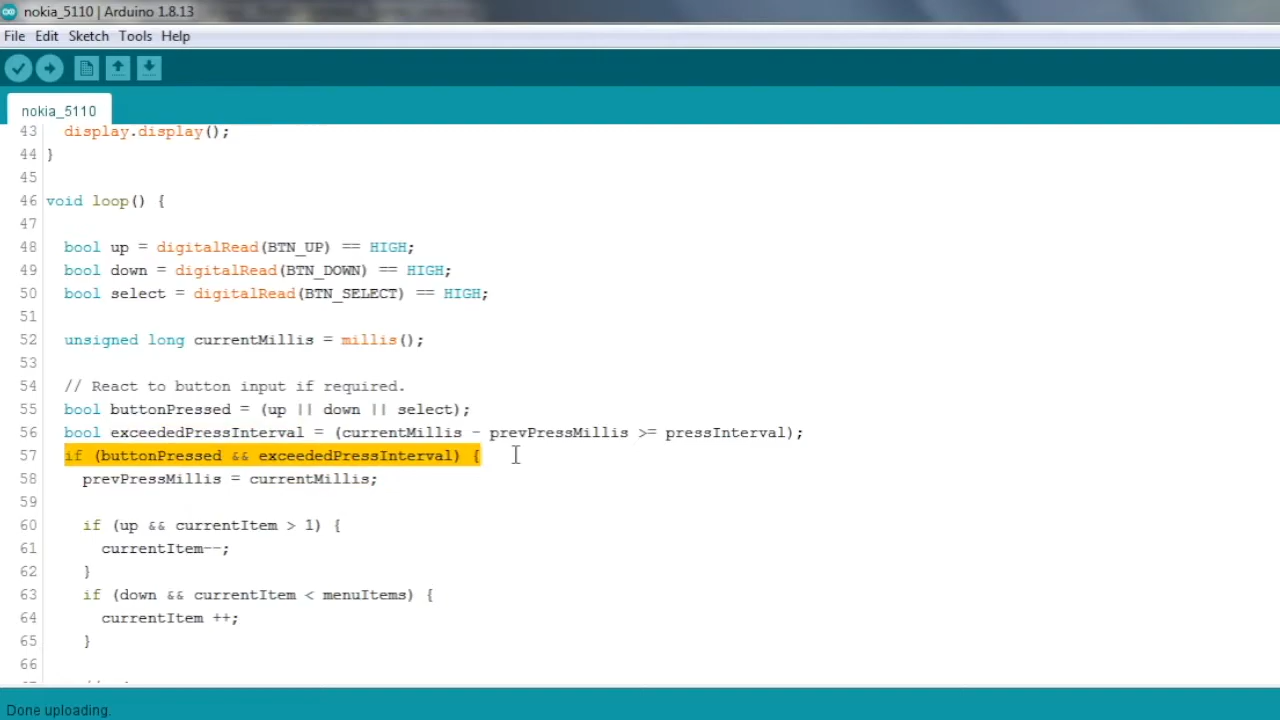 nokia_5110 | Arduino 1.8.13
File Edit Sketch Tools Help
nokia_5110
43 display.display();
44 }
45
46 void loop() {
47
48 bool up = digitalRead(BTN_UP) == HIGH;
49 bool down = digitalRead(BTN_DOWN) == HIGH;
50 bool select = digitalRead(BTN_SELECT) == HIGH;
51
52 unsigned long currentMillis = millis();
53
54 // React to button input if required.
55 bool buttonPressed = (up || down || select);
56 bool exceededPressInterval = (currentMillis - prevPressMillis >= pressInterval);
57 if (buttonPressed && exceededPressInterval) {
58 prevPressMillis = currentMillis;
59
60 if (up && currentItem > 1) {
61 currentItem--;
62 }
63 if (down && currentItem < menuItems) {
64 currentItem ++;
65 }
66
Done uploading.